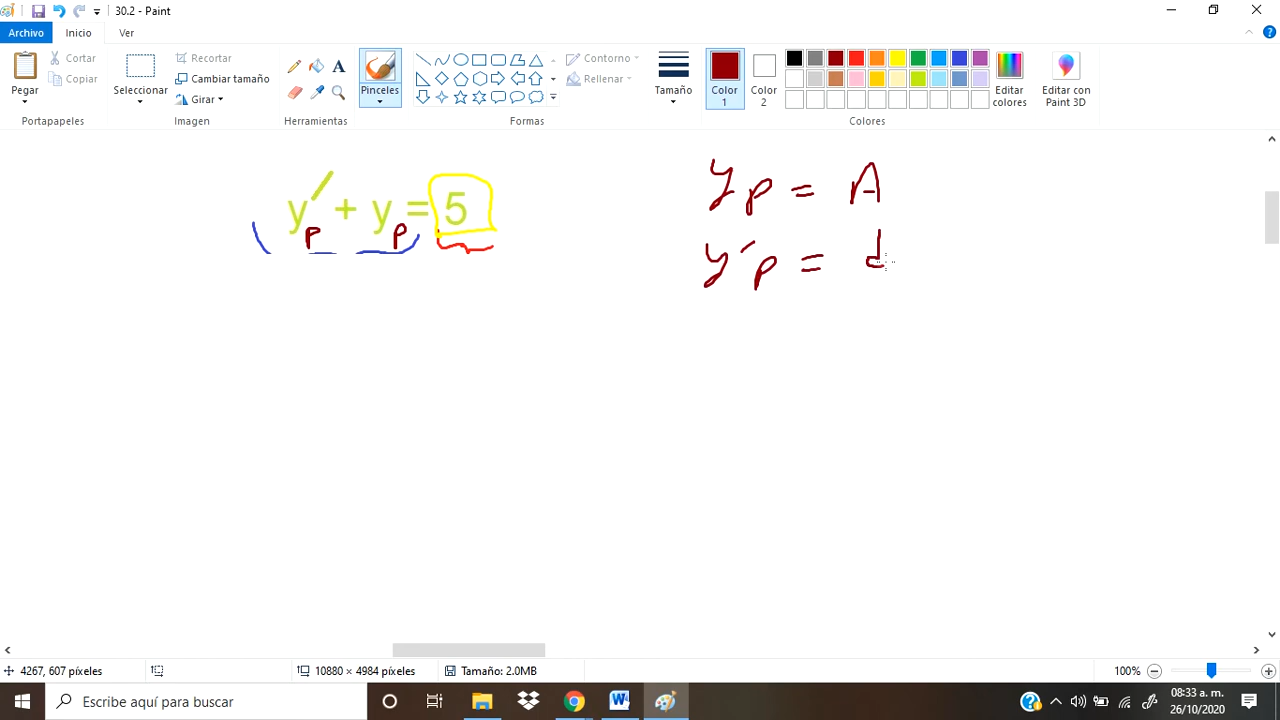 30.2 - Paint
Archivo Inicio Ver
Pegar
Cortar
Copiar
Portapapeles
Seleccionar
Recortar
Cambiar tamaño
Girar
Imagen
A
Herramientas
Pinceles
Contorno
Rellenar
Formas
Tamaño
Color 1
Color 2
Editar colores
Editar con Paint 3D
Colores
y′p + yp = 5
yp = A
y′p = d
4267, 607 píxeles
10880 × 4984 píxeles
Tamaño: 2.0MB
100%
Escribe aquí para buscar
08:33 a. m.
26/10/2020